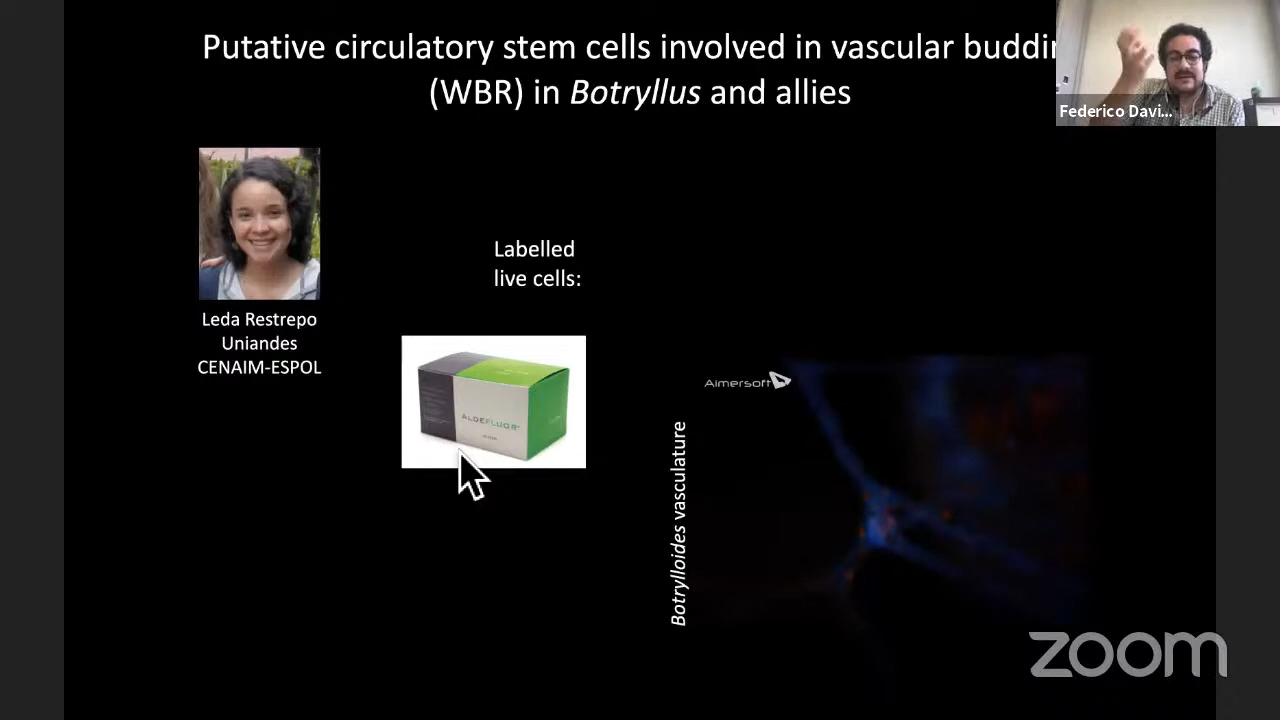 Putative circulatory stem cells involved in vascular buddin
(WBR) in Botryllus and allies
Federico Davi...
Leda Restrepo
Uniandes
CENAIM-ESPOL
Labelled
live cells:
ALDEFLUOR
Aimersoft
Botrylloides vasculature
zoom